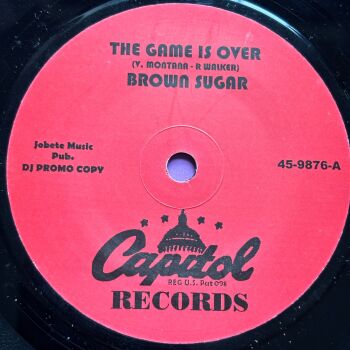 THE GAME IS OVER
(V. MONTANA - R WALKER)
BROWN SUGAR
Jobete Music
Pub.
DJ PROMO COPY
45-9876-A
Capitol
REG U.S. Pat Off
RECORDS